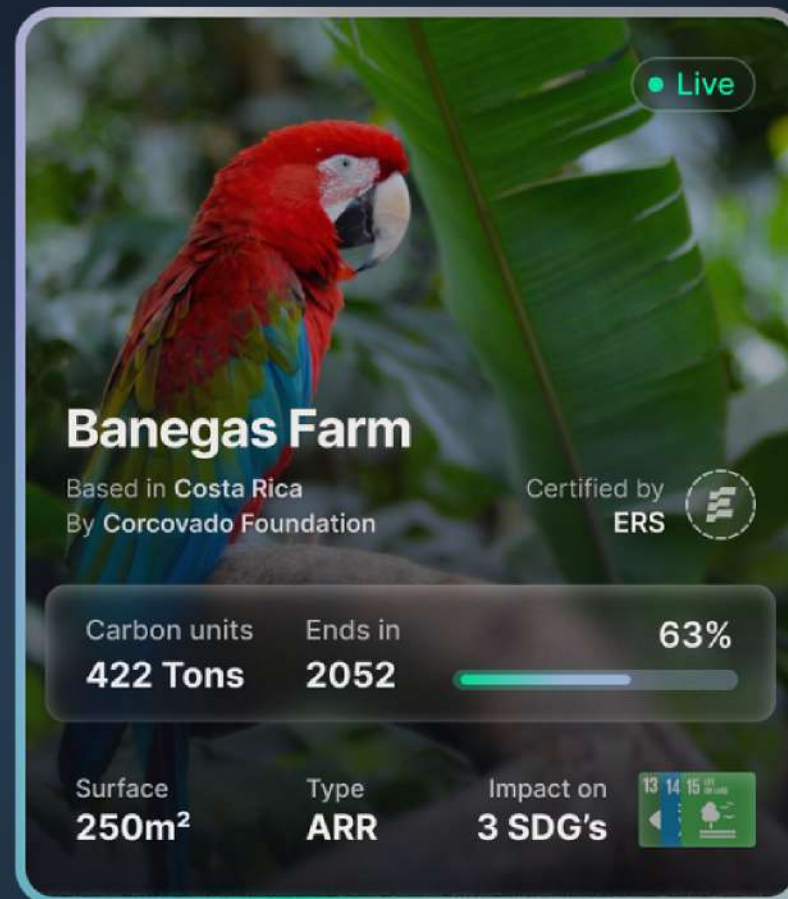 Live
Banegas Farm
Based in Costa Rica
By Corcovado Foundation
Certified by
ERS
Carbon units
422 Tons
Ends in
2052
63%
Surface
250m²
Type
ARR
Impact on
3 SDG's
13 14 15